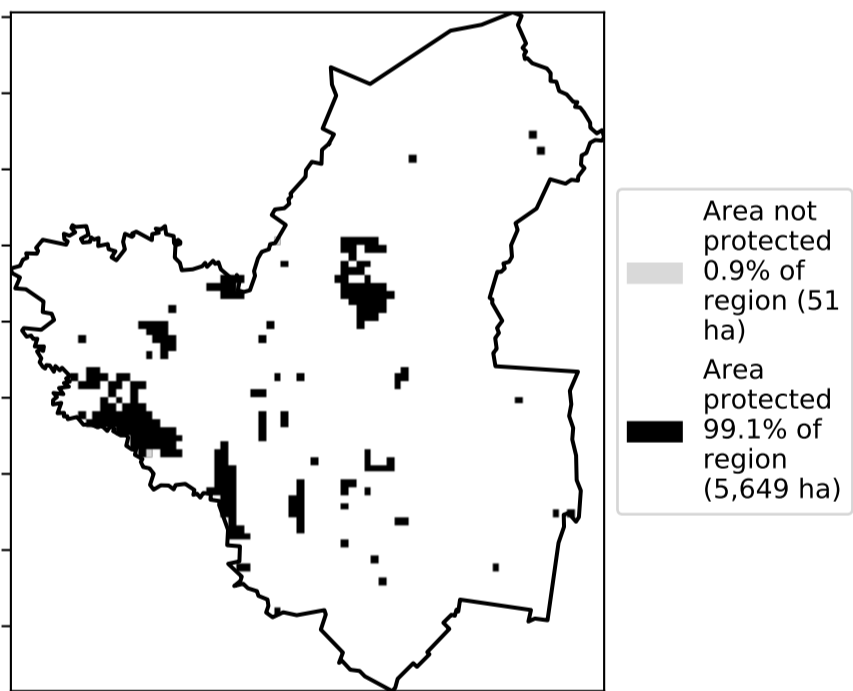 Area not
protected
0.9% of
region (51
ha)
Area
protected
99.1% of
region
(5,649 ha)